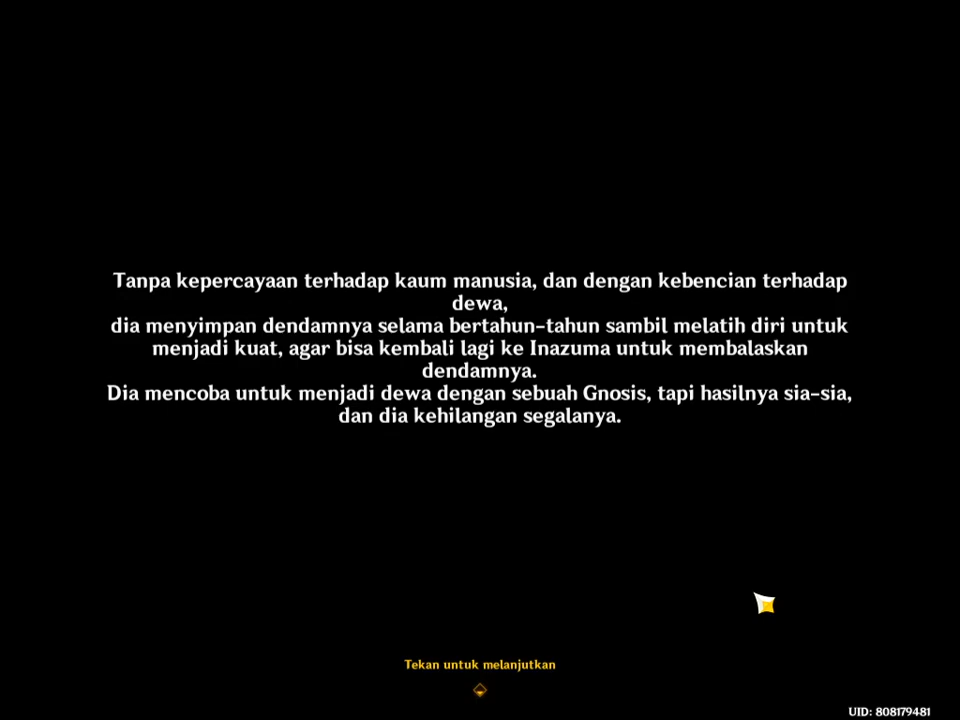 Tanpa kepercayaan terhadap kaum manusia, dan dengan kebencian terhadap
dewa,
dia menyimpan dendamnya selama bertahun-tahun sambil melatih diri untuk
menjadi kuat, agar bisa kembali lagi ke Inazuma untuk membalaskan
dendamnya.
Dia mencoba untuk menjadi dewa dengan sebuah Gnosis, tapi hasilnya sia-sia,
dan dia kehilangan segalanya.
Tekan untuk melanjutkan
UID: 808179481